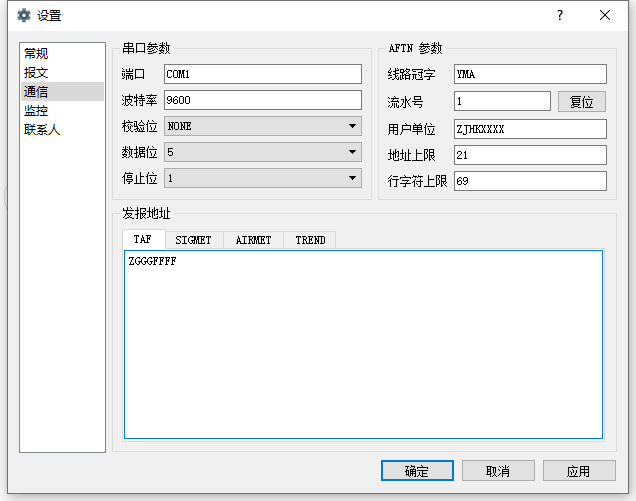 设置
?
常规
报文
通信
监控
联系人
串口参数
端口 COM1
波特率 9600
校验位 NONE
数据位 5
停止位 1
AFTN 参数
线路冠字 YMA
流水号 1 复位
用户单位 ZJHKXXXX
地址上限 21
行字符上限 69
发报地址
TAF SIGMET AIRMET TREND
ZGGGFFFF
确定 取消 应用